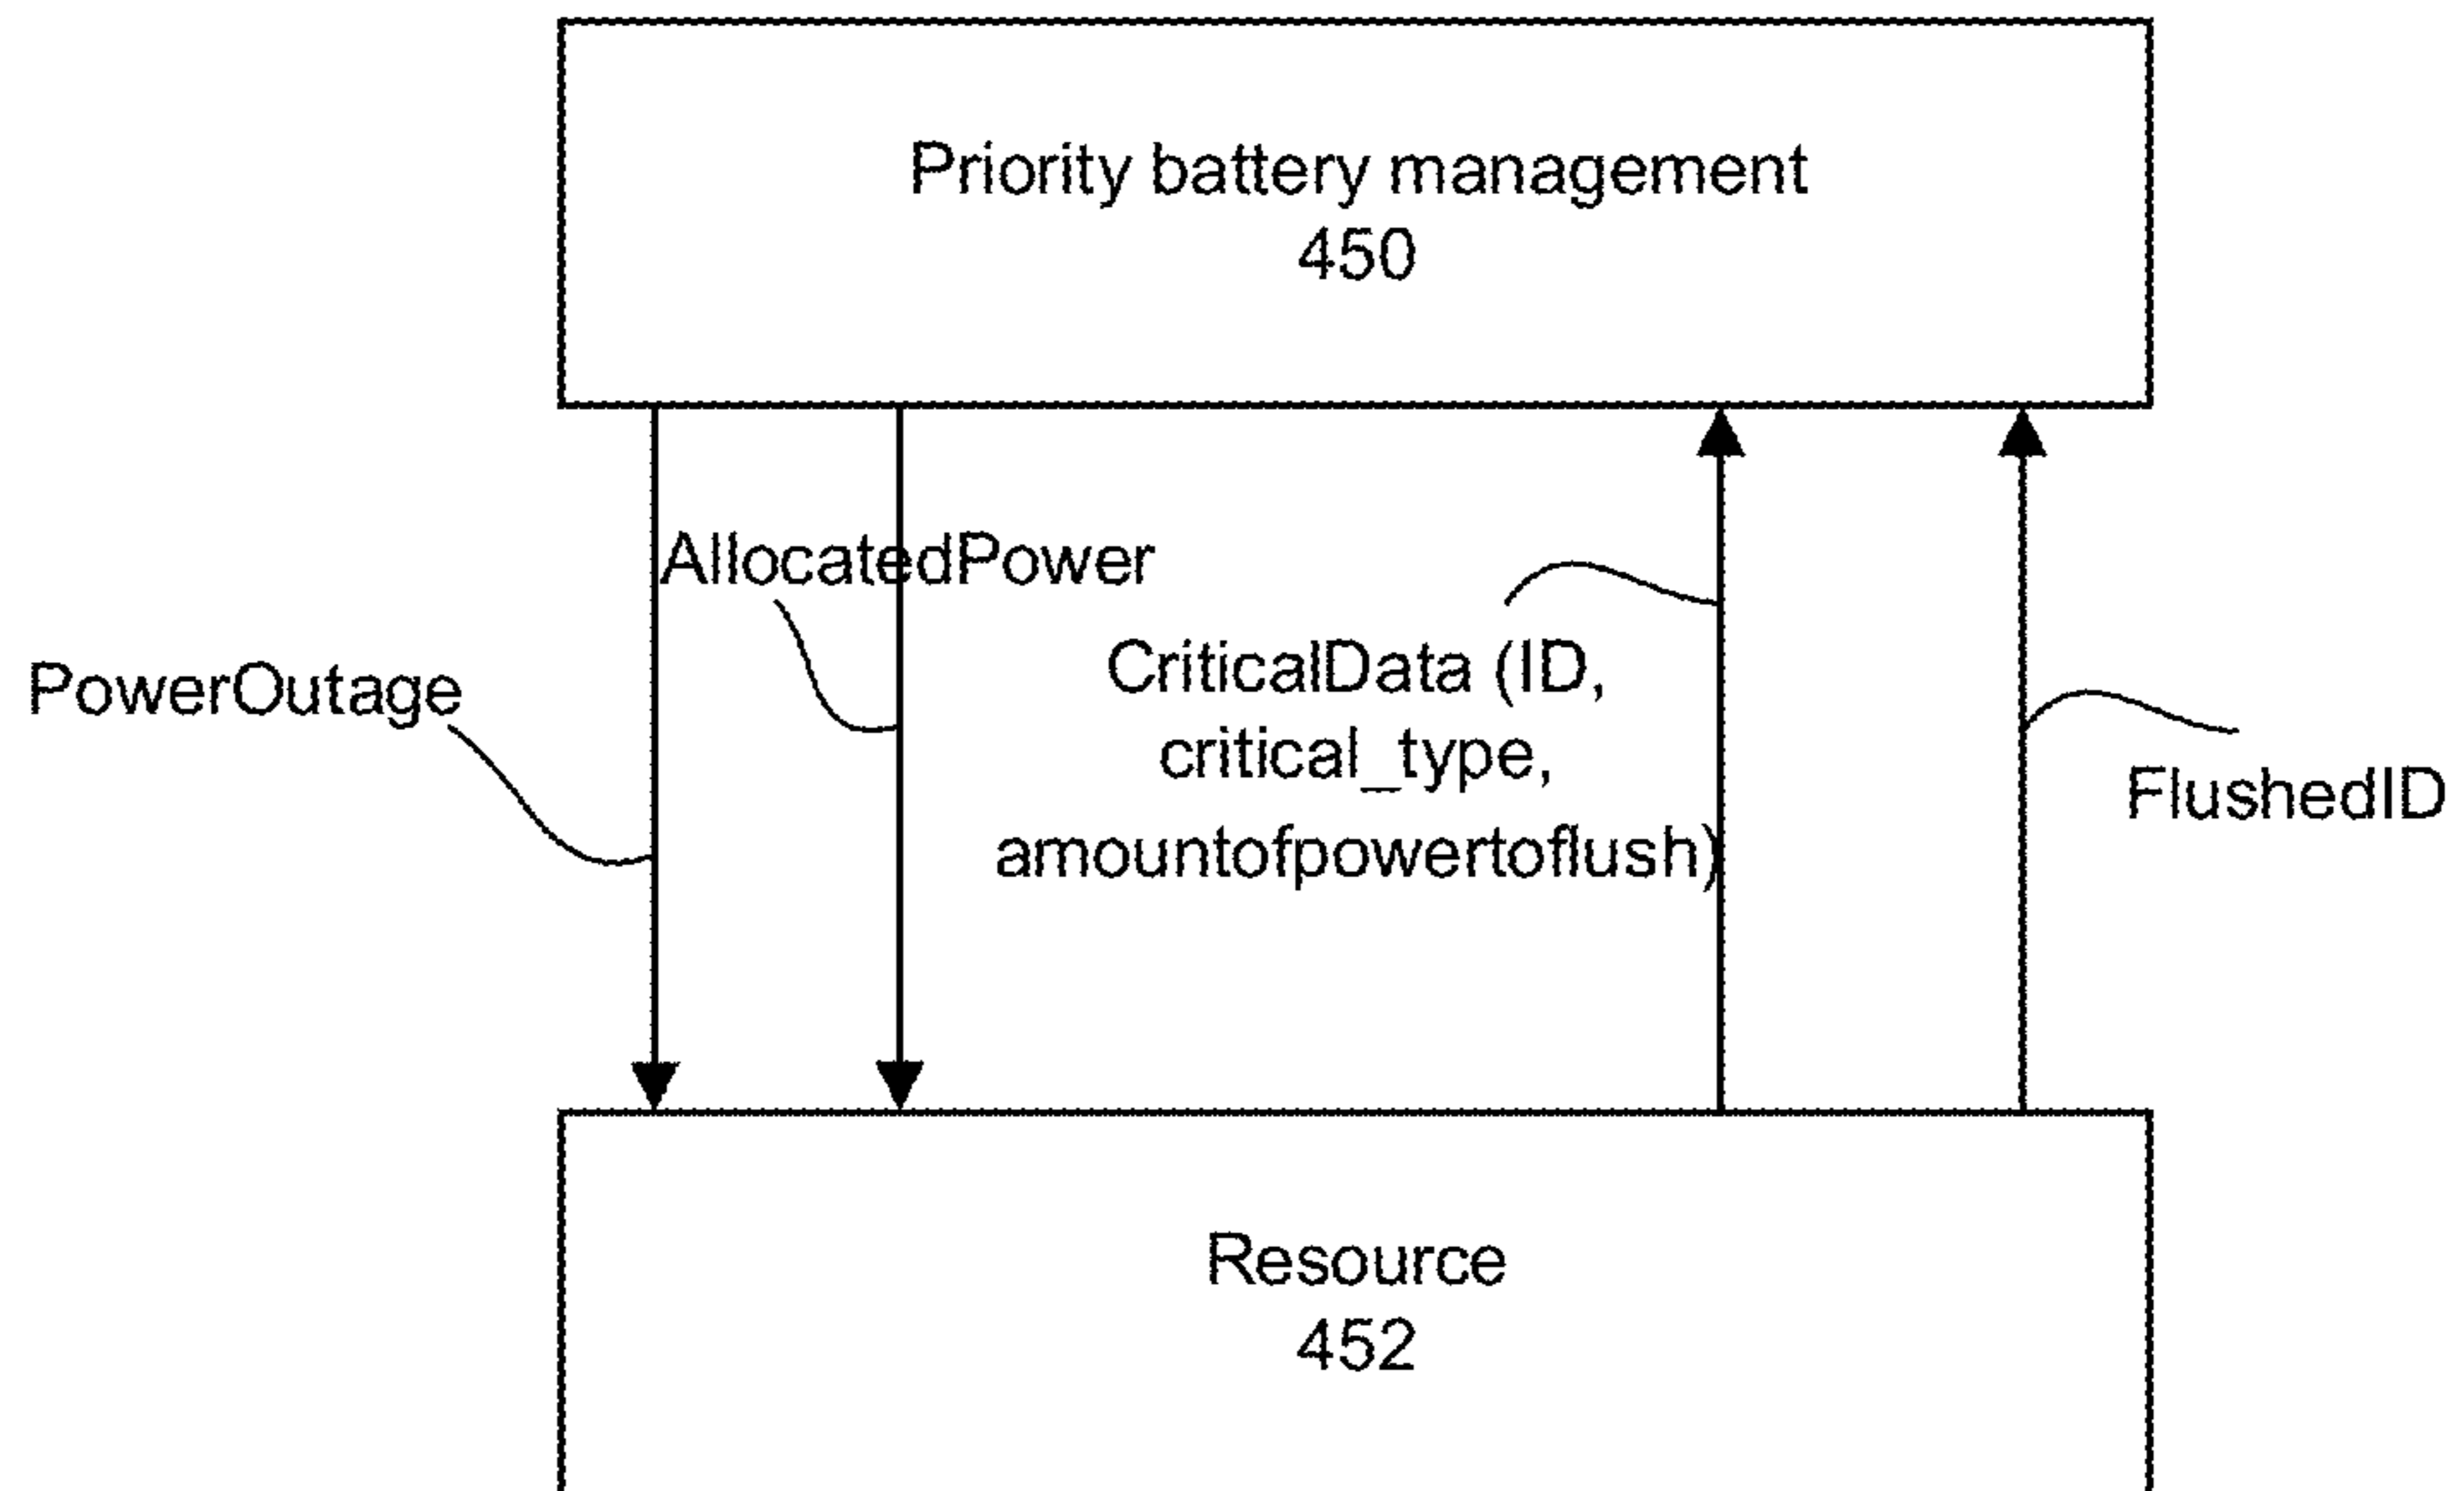 Priority battery management
450
AllocatedPower
PowerOutage
CriticalData (ID,
critical_type,
amountofpowertoflush)
FlushedID
Resource
452